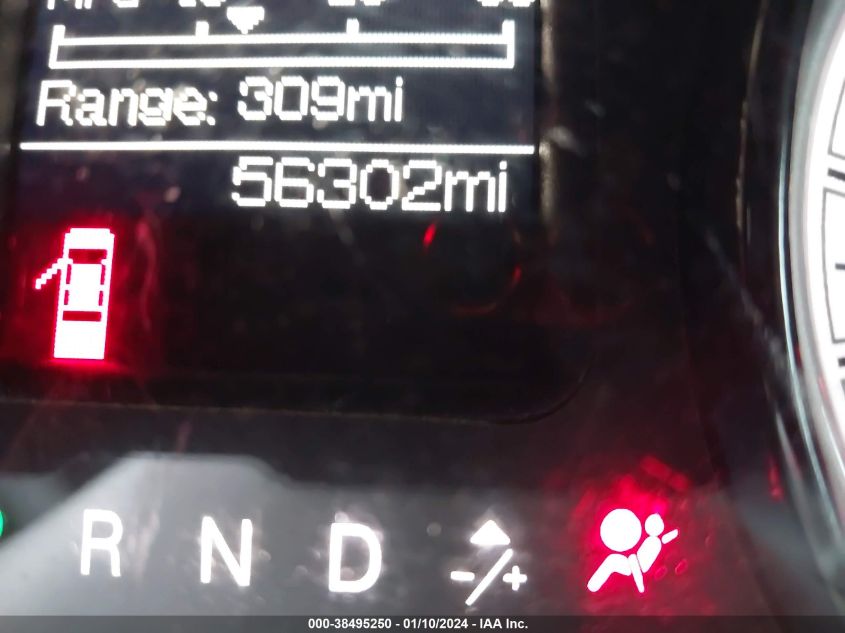 Range: 309mi
56302mi
R N D -/+
000-38495250 - 01/10/2024 - IAA Inc.